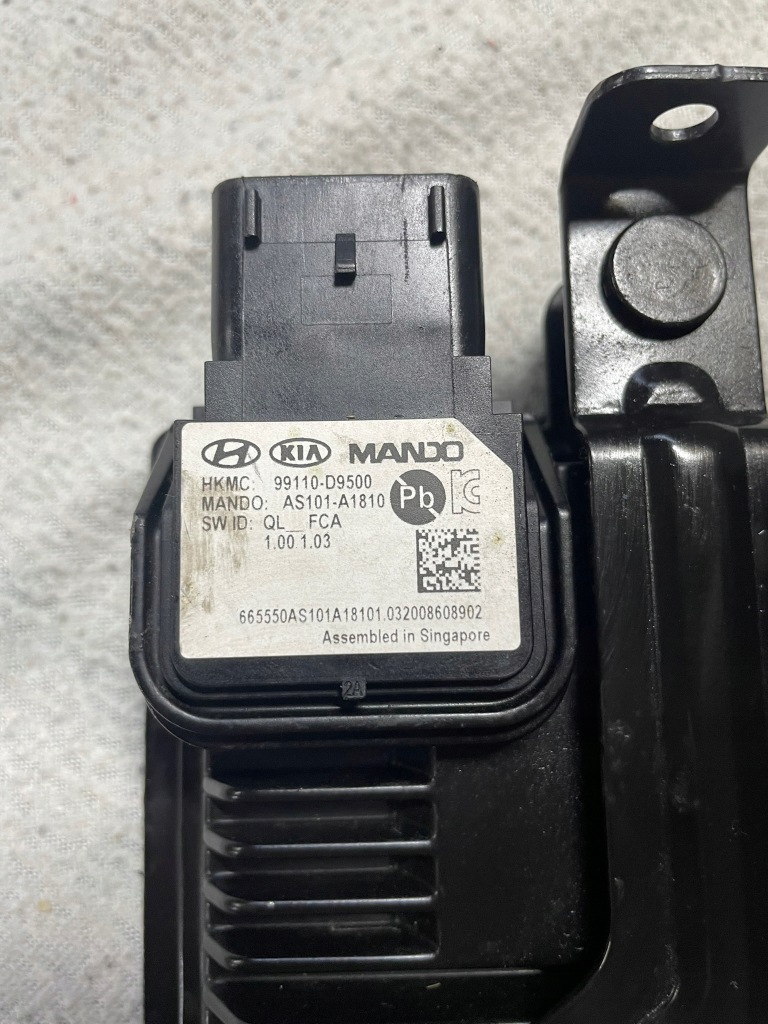 KIA MANDO
HKMC: 99110-D9500
MANDO: AS101-A1810
Pb
SW ID: QL__FCA
1.00.1.03
665550AS101A18101.032008608902
Assembled in Singapore
2A